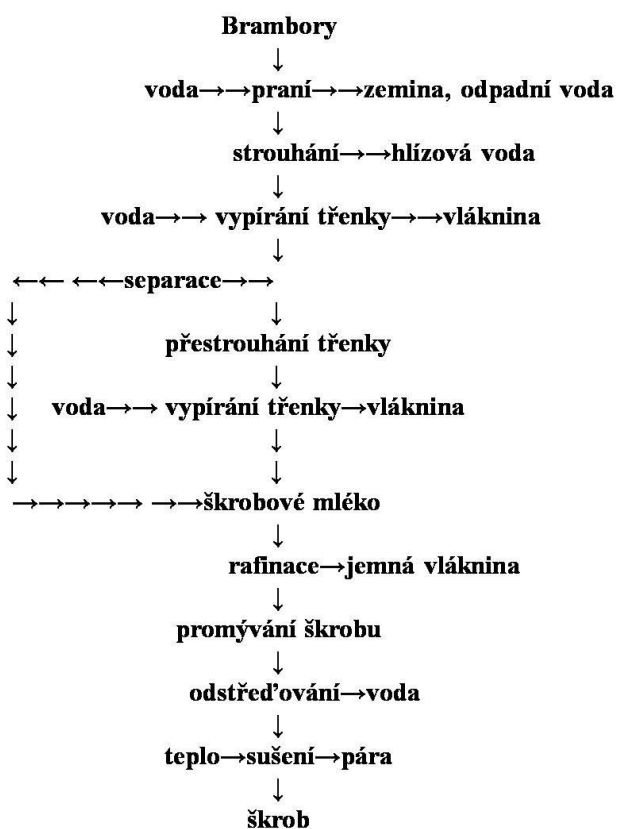 Brambory
↓
voda→→praní→→zemina, odpadní voda
↓
strouhání→→hlízová voda
↓
voda→→ vypírání třenky→→vláknina
↓
←← ←←separace→→
↓ ↓
↓ přestrouhání třenky
↓ ↓
↓ voda→→ vypírání třenky→vláknina
↓ ↓
↓ ↓
→→→→→ →→škrobové mléko
↓
rafinace→jemná vláknina
↓
promývání škrobu
↓
odstřeďování→voda
↓
teplo→sušení→pára
↓
škrob